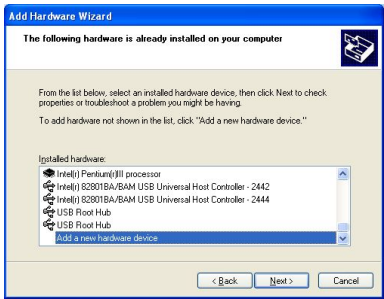 Add Hardware Wizard
The following hardware is already installed on your computer
From the list below, select an installed hardware device, then click Next to check
properties or troubleshoot a problem you might be having.
To add hardware not shown in the list, click "Add a new hardware device."
Installed hardware:
Intel(r) Pentium(r)III processor
Intel(r) 82801BA/BAM USB Universal Host Controller - 2442
Intel(r) 82801BA/BAM USB Universal Host Controller - 2444
USB Root Hub
USB Root Hub
Add a new hardware device
< Back Next > Cancel